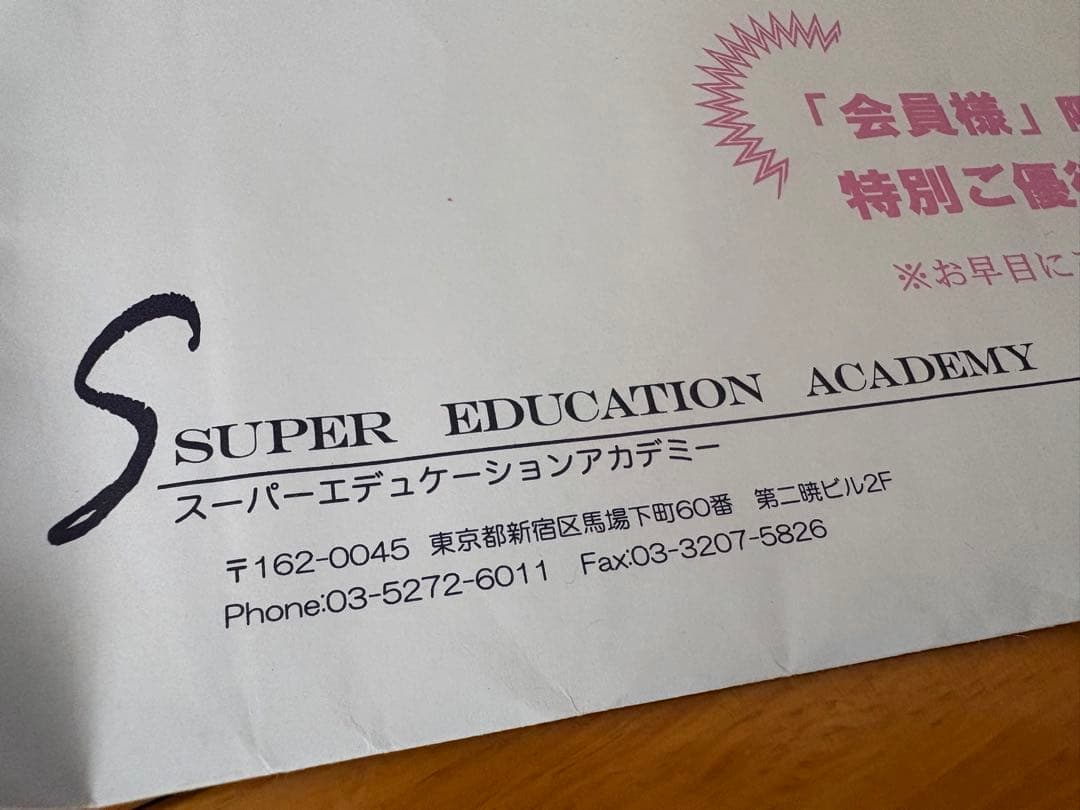 「会員様」
特別ご優
※お早目に
SUPER EDUCATION ACADEMY
スーパーエデュケーションアカデミー
〒162-0045 東京都新宿区馬場下町60番 第二暁ビル2F
Phone:03-5272-6011 Fax:03-3207-5826